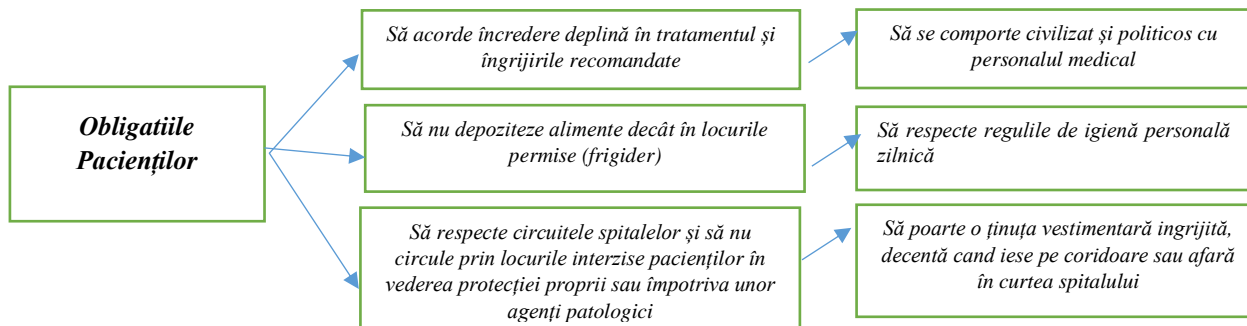 Obligatiile
Pacienților
Să acorde încredere deplină în tratamentul și
îngrijirile recomandate
Să se comporte civilizat și politicos cu
personalul medical
Să nu depoziteze alimente decât în locurile
permise (frigider)
Să respecte regulile de igienă personală
zilnică
Să respecte circuitele spitalelor și să nu
circule prin locurile interzise pacienților în
vederea protecției proprii sau împotriva unor
agenți patologici
Să poarte o ținuta vestimentară ingrijită,
decentă cand iese pe coridoare sau afară
în curtea spitalului